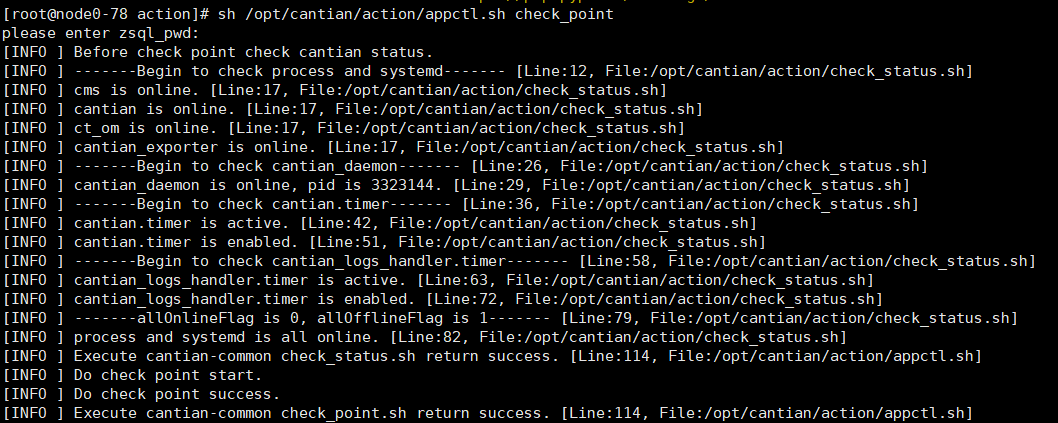 [root@node0-78 action]# sh /opt/cantian/action/appctl.sh check_point
please enter zsql_pwd:
[INFO ] Before check point check cantian status.
[INFO ] -------Begin to check process and systemd------- [Line:12, File:/opt/cantian/action/check_status.sh]
[INFO ] cms is online. [Line:17, File:/opt/cantian/action/check_status.sh]
[INFO ] cantian is online. [Line:17, File:/opt/cantian/action/check_status.sh]
[INFO ] ct_om is online. [Line:17, File:/opt/cantian/action/check_status.sh]
[INFO ] cantian_exporter is online. [Line:17, File:/opt/cantian/action/check_status.sh]
[INFO ] -------Begin to check cantian_daemon------- [Line:26, File:/opt/cantian/action/check_status.sh]
[INFO ] cantian_daemon is online, pid is 3323144. [Line:29, File:/opt/cantian/action/check_status.sh]
[INFO ] -------Begin to check cantian.timer------- [Line:36, File:/opt/cantian/action/check_status.sh]
[INFO ] cantian.timer is active. [Line:42, File:/opt/cantian/action/check_status.sh]
[INFO ] cantian.timer is enabled. [Line:51, File:/opt/cantian/action/check_status.sh]
[INFO ] -------Begin to check cantian_logs_handler.timer------- [Line:58, File:/opt/cantian/action/check_status.sh]
[INFO ] cantian_logs_handler.timer is active. [Line:63, File:/opt/cantian/action/check_status.sh]
[INFO ] cantian_logs_handler.timer is enabled. [Line:72, File:/opt/cantian/action/check_status.sh]
[INFO ] -------allOnlineFlag is 0, allOfflineFlag is 1------- [Line:79, File:/opt/cantian/action/check_status.sh]
[INFO ] process and systemd is all online. [Line:82, File:/opt/cantian/action/check_status.sh]
[INFO ] Execute cantian-common check_status.sh return success. [Line:114, File:/opt/cantian/action/appctl.sh]
[INFO ] Do check point start.
[INFO ] Do check point success.
[INFO ] Execute cantian-common check_point.sh return success. [Line:114, File:/opt/cantian/action/appctl.sh]